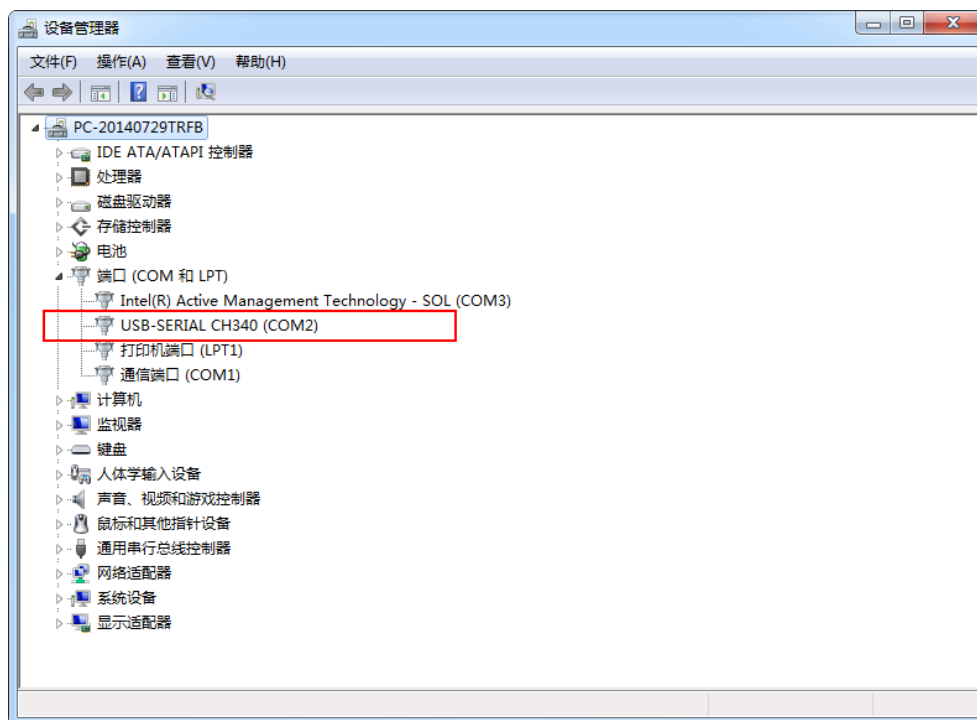 设备管理器
文件(F) 操作(A) 查看(V) 帮助(H)
PC-20140729TRFB
IDE ATA/ATAPI 控制器
处理器
磁盘驱动器
存储控制器
电池
端口 (COM 和 LPT)
Intel(R) Active Management Technology - SOL (COM3)
USB-SERIAL CH340 (COM2)
打印机端口 (LPT1)
通信端口 (COM1)
计算机
监视器
键盘
人体学输入设备
声音、视频和游戏控制器
鼠标和其他指针设备
通用串行总线控制器
网络适配器
系统设备
显示适配器